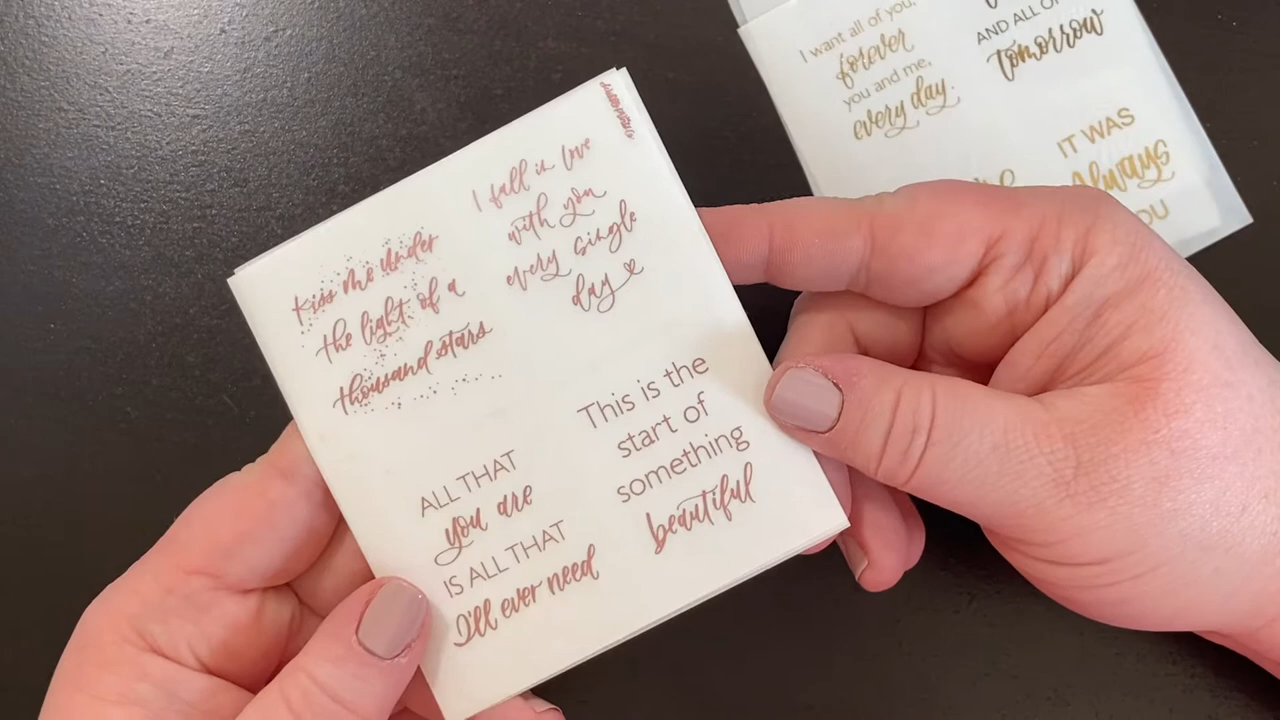 Kiss me under
the light of a
thousand stars
I fall in love
with you
every single
day
ALL THAT
you are
IS ALL THAT
I'll ever need
This is the
start of
something
beautiful
I want all of you,
forever
you and me,
every day.
AND ALL OF
tomorrow
IT WAS
Always
YOU